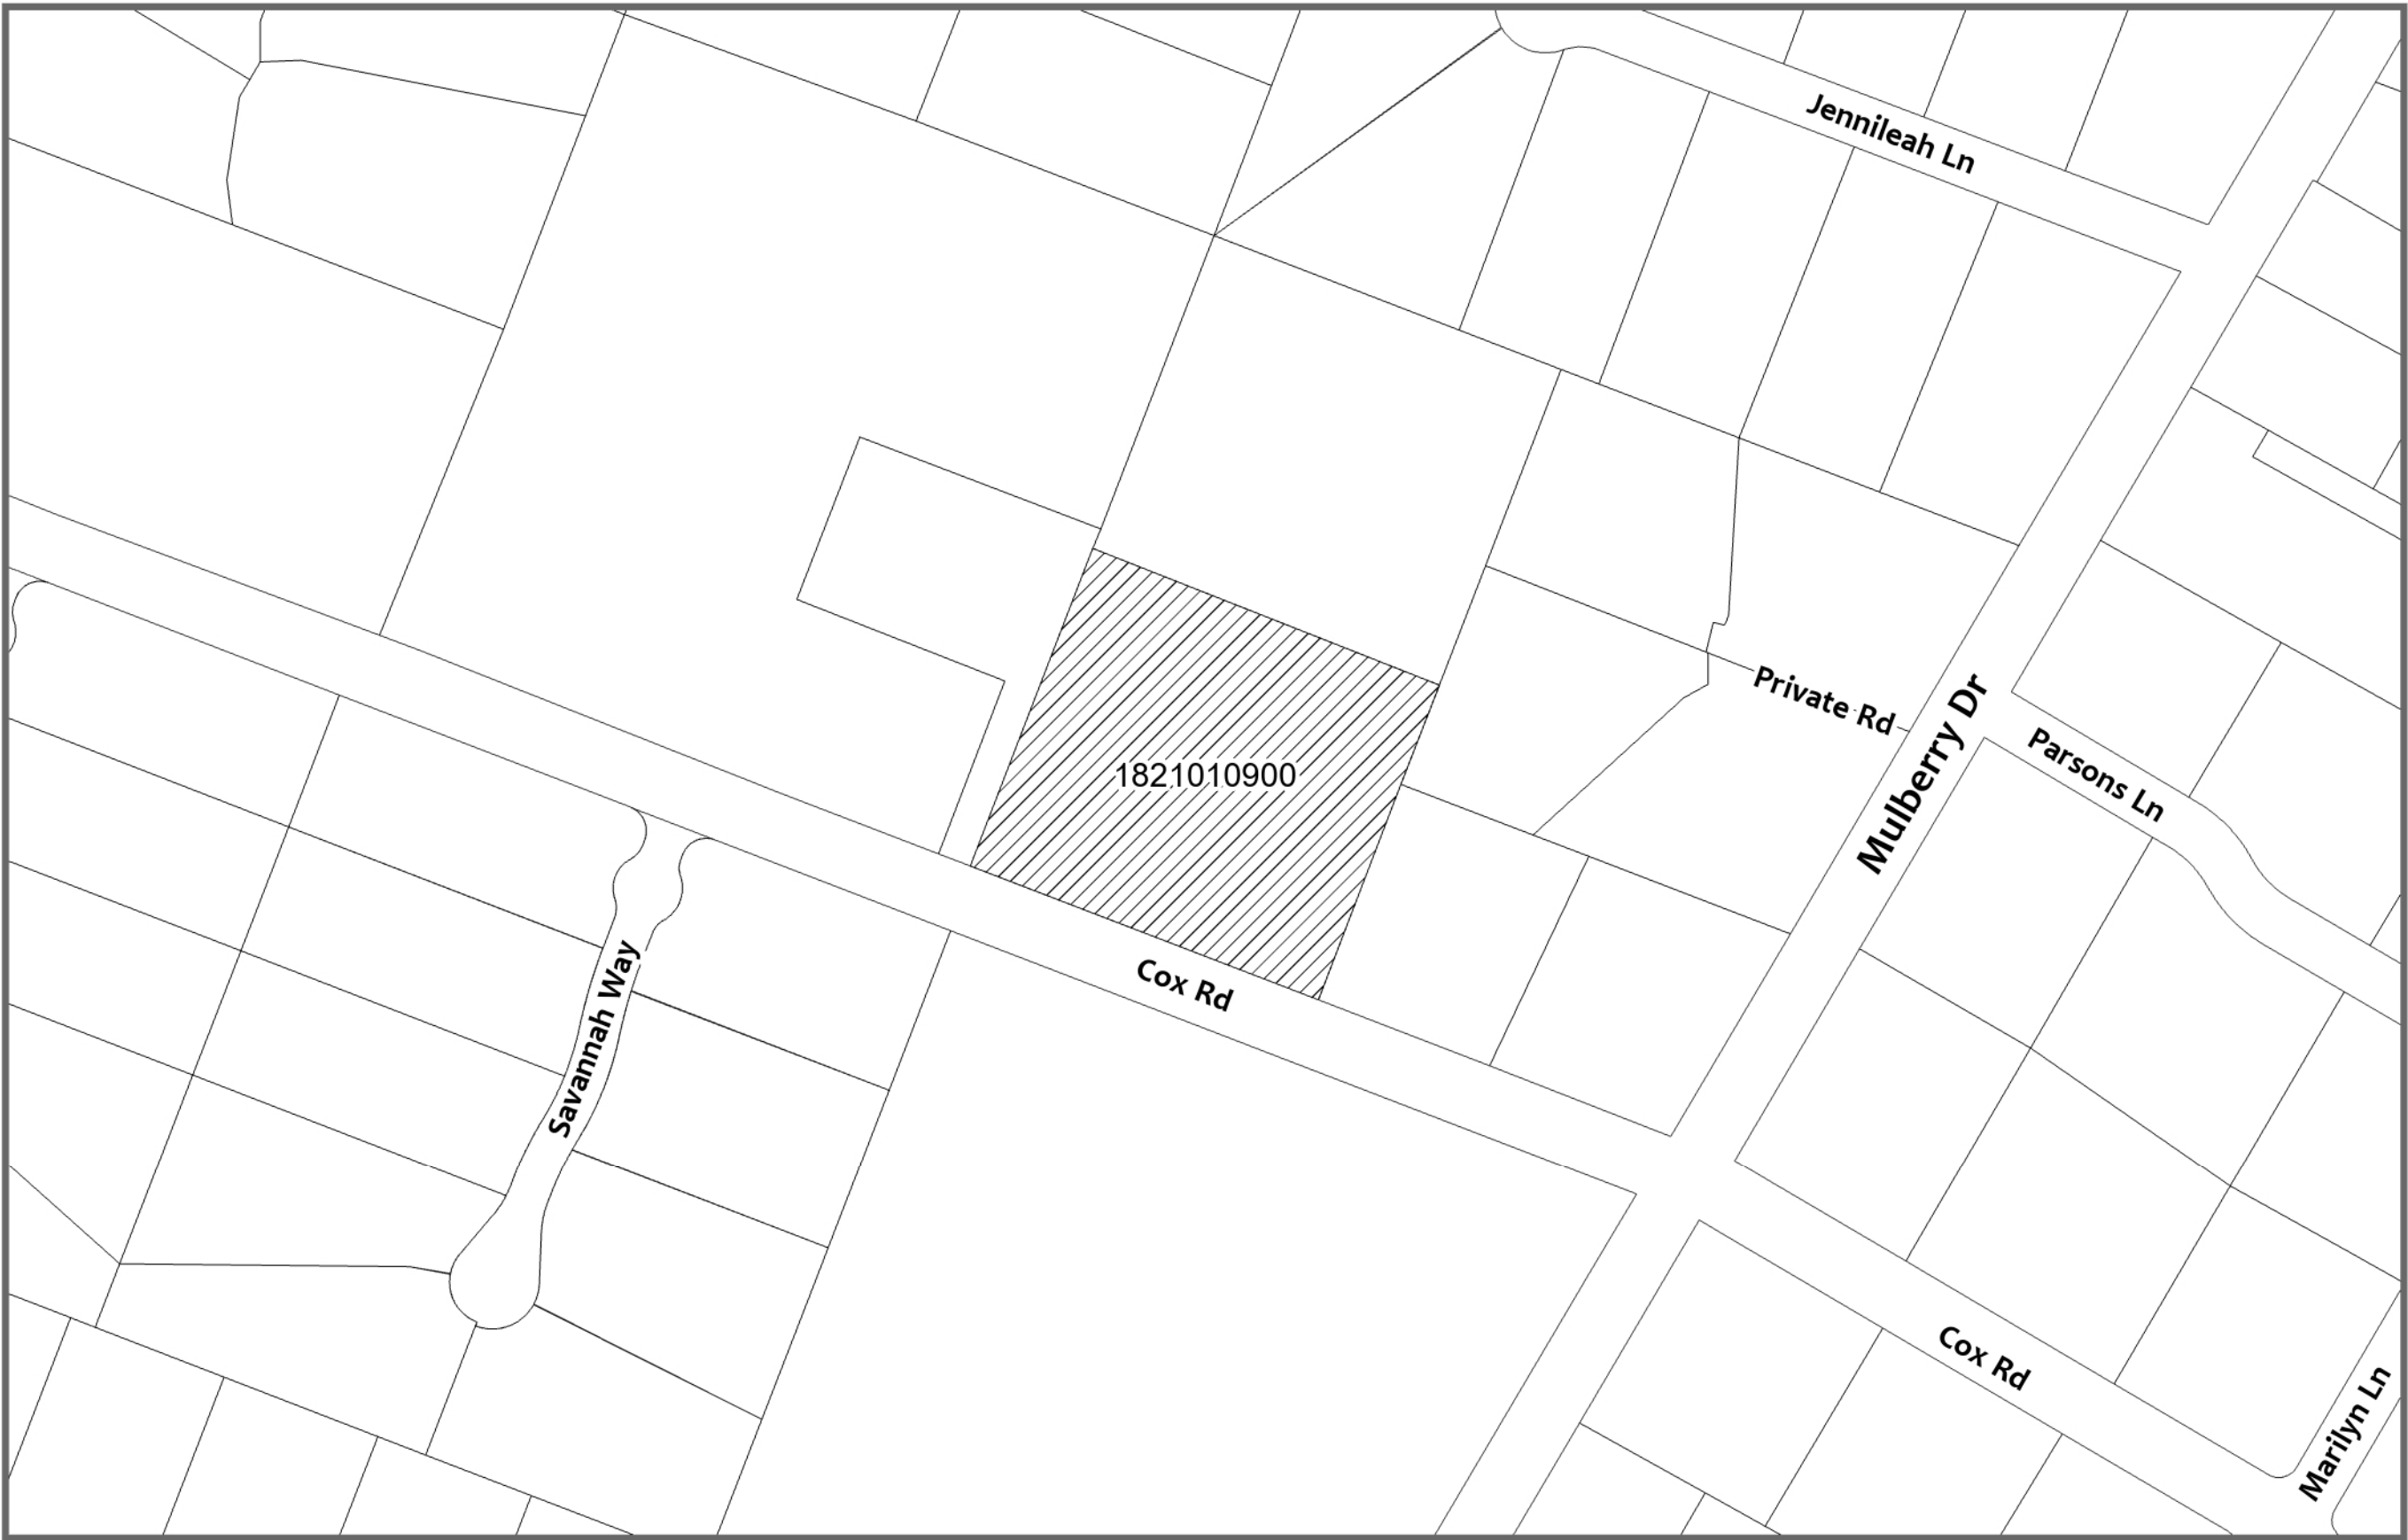 Jennileah Ln
Private Rd
Mulberry Dr
Parsons Ln
1821010900
Cox Rd
Savannah Way
Cox Rd
Marilyn Ln